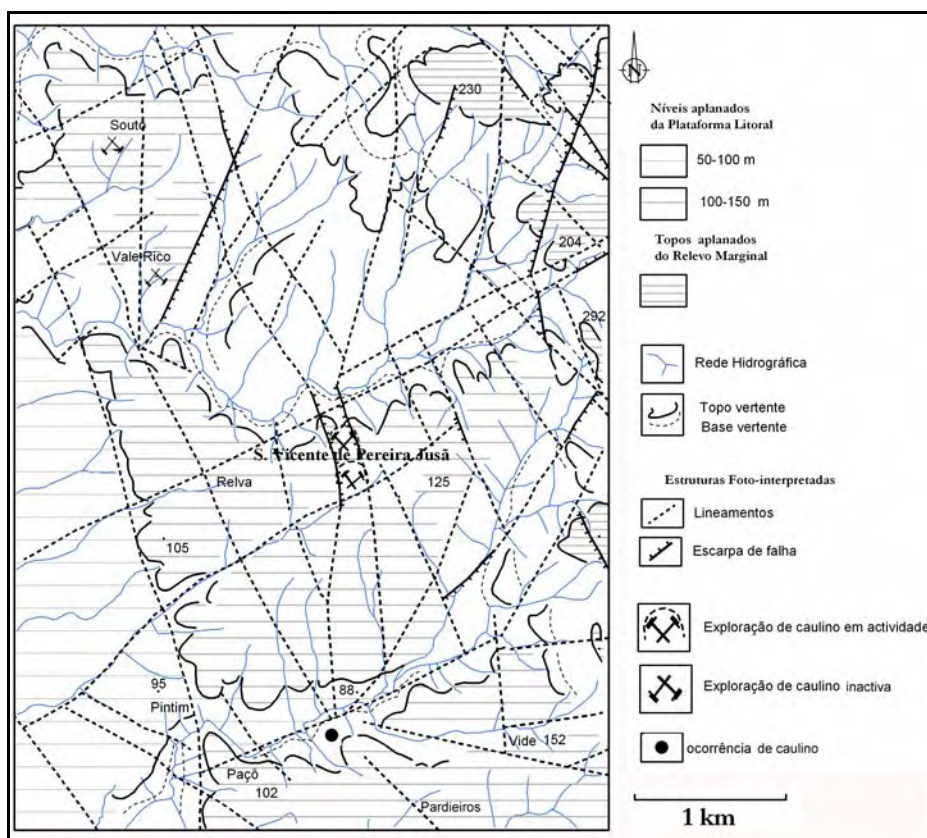 230
Souto
204
Vale Rico
292
S. Vicente de Pereira Jusã
Relva
125
105
95
88
Pintim
Vide 152
Paçô
102
Pardieiros
N
Níveis aplanados
da Plataforma Litoral
50-100 m
100-150 m
Topos aplanados
do Relevo Marginal
Rede Hidrográfica
Topo vertente
Base vertente
Estruturas Foto-interpretadas
Lineamentos
Escarpa de falha
Exploração de caulino em actividade
Exploração de caulino inactiva
ocorrência de caulino
1 km